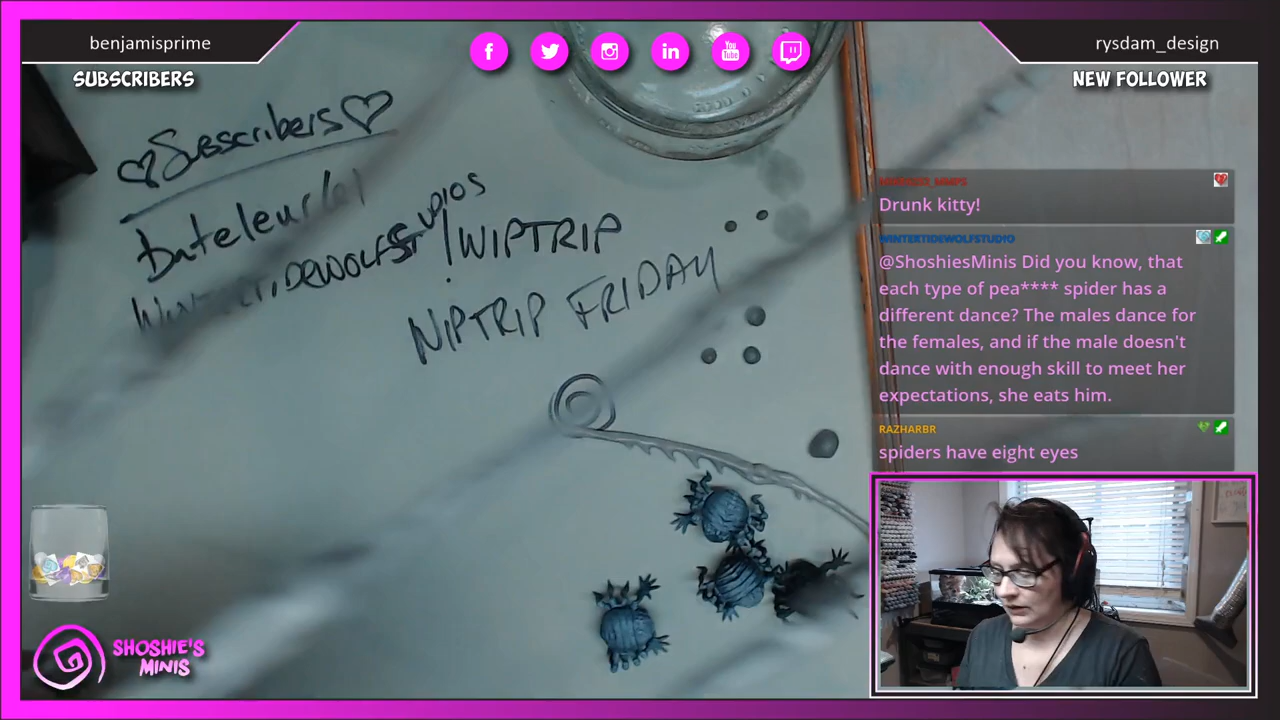 benjamisprime
SUBSCRIBERS
rysdam_design
NEW FOLLOWER
♡Subscribers♡
Bateleur
!WIPTRIP
NIPTRIP FRIDAY
Drunk kitty!
WINTERTIDEWOLFSTUDIO
@ShoshiesMinis Did you know, that
each type of pea**** spider has a
different dance? The males dance for
the females, and if the male doesn't
dance with enough skill to meet her
expectations, she eats him.
RAZHARBR
spiders have eight eyes
SHOSHIE'S
MINIS